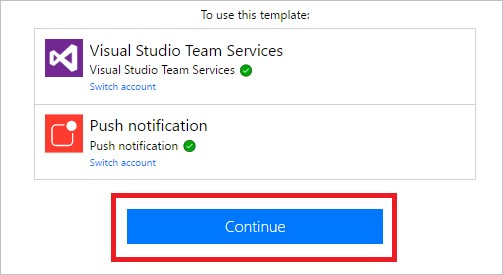 To use this template:
Visual Studio Team Services
Visual Studio Team Services
Switch account
Push notification
Push notification
Switch account
Continue